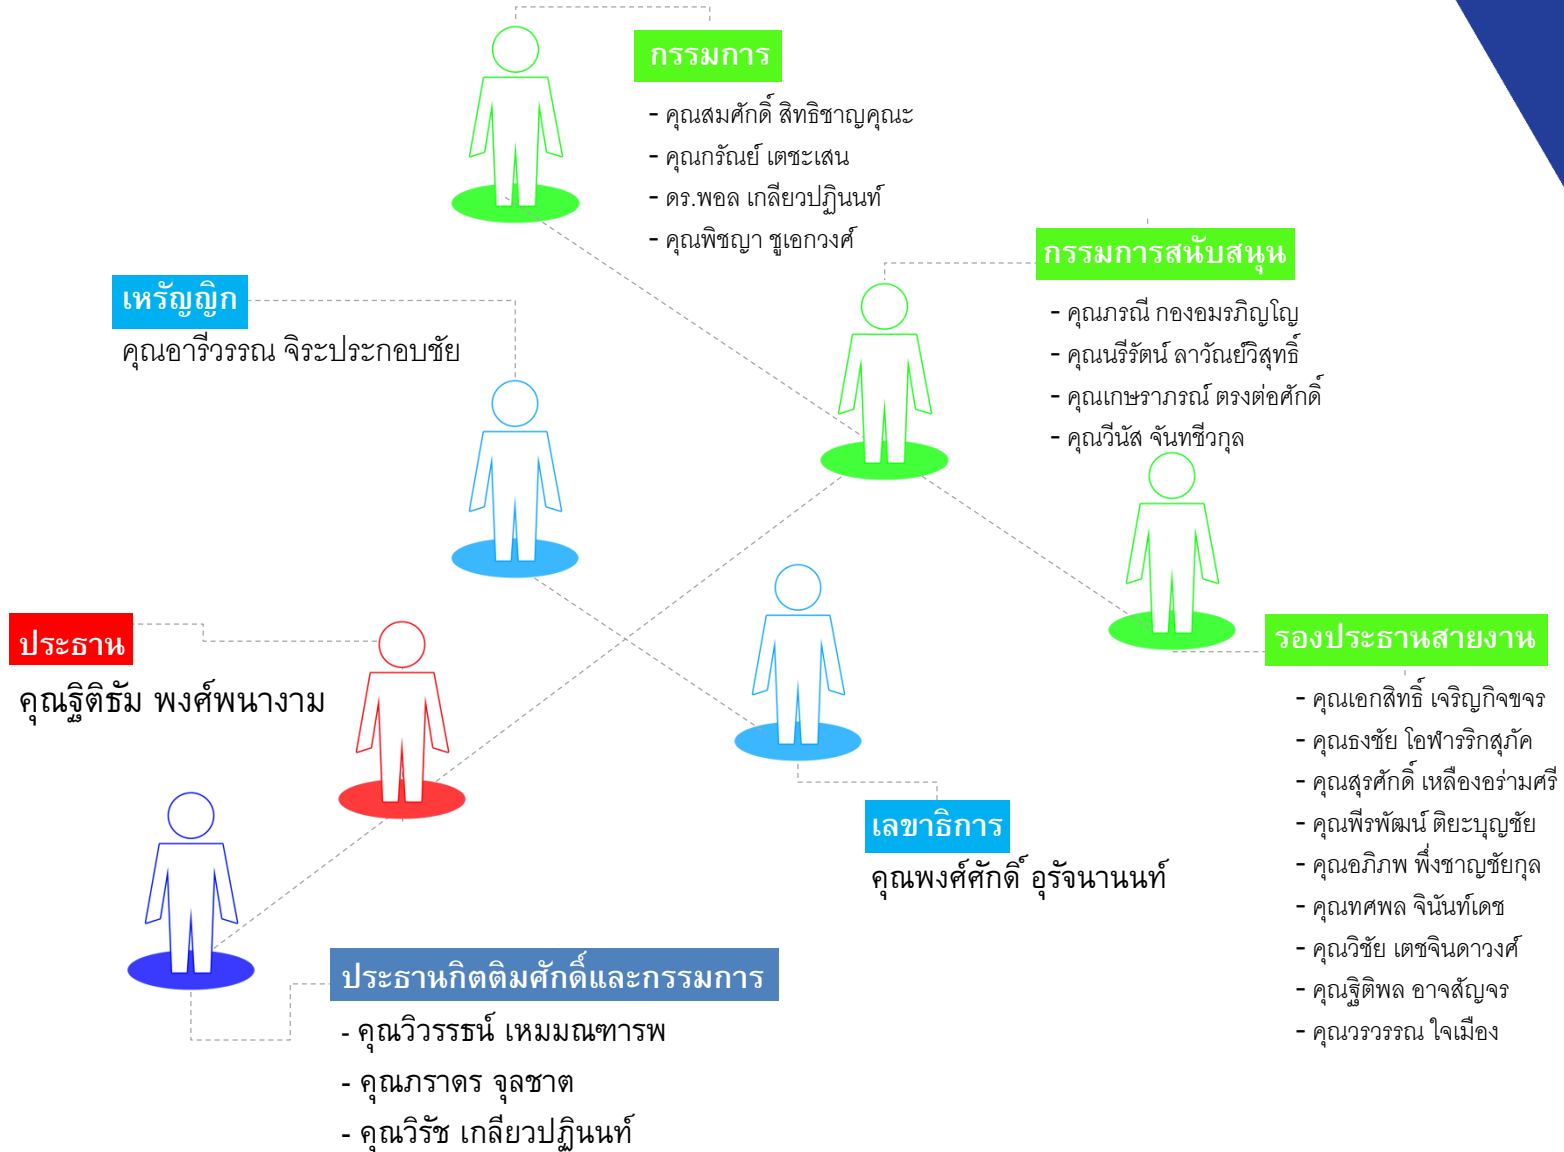 กรรมการ
- คุณสมศักดิ์ สิทธิชาญคุณะ
- คุณกรัณย์ เตชะเสน
- ดร.พอล เกลียวปฏินนท์
- คุณพิชญา ชูเอกวงศ์
กรรมการสนับสนุน
- คุณภรณี กองอมรภิญโญ
- คุณนรีรัตน์ ลาวัณย์วิสุทธิ์
- คุณเกษราภรณ์ ตรงต่อศักดิ์
- คุณวีนัส จันทชีวกุล
เหรัญญิก
คุณอารีวรรณ จิระประกอบชัย
ประธาน
คุณฐิติธัม พงศ์พนางาม
รองประธานสายงาน
- คุณเอกสิทธิ์ เจริญกิจขจร
- คุณธงชัย โอฬารริกสุภัค
- คุณสุรศักดิ์ เหลืองอร่ามศรี
- คุณพีรพัฒน์ ติยะบุญชัย
- คุณอภิภพ พึ่งชาญชัยกุล
- คุณทศพล จินันท์เดช
- คุณวิชัย เตชจินดาวงศ์
- คุณฐิติพล อาจสัญจร
- คุณวรวรรณ ใจเมือง
เลขาธิการ
คุณพงศ์ศักดิ์ อุรัจนานนท์
ประธานกิตติมศักดิ์และกรรมการ
- คุณวิวรรธน์ เหมมณฑารพ
- คุณภราดร จุลชาต
- คุณวิรัช เกลียวปฏินนท์